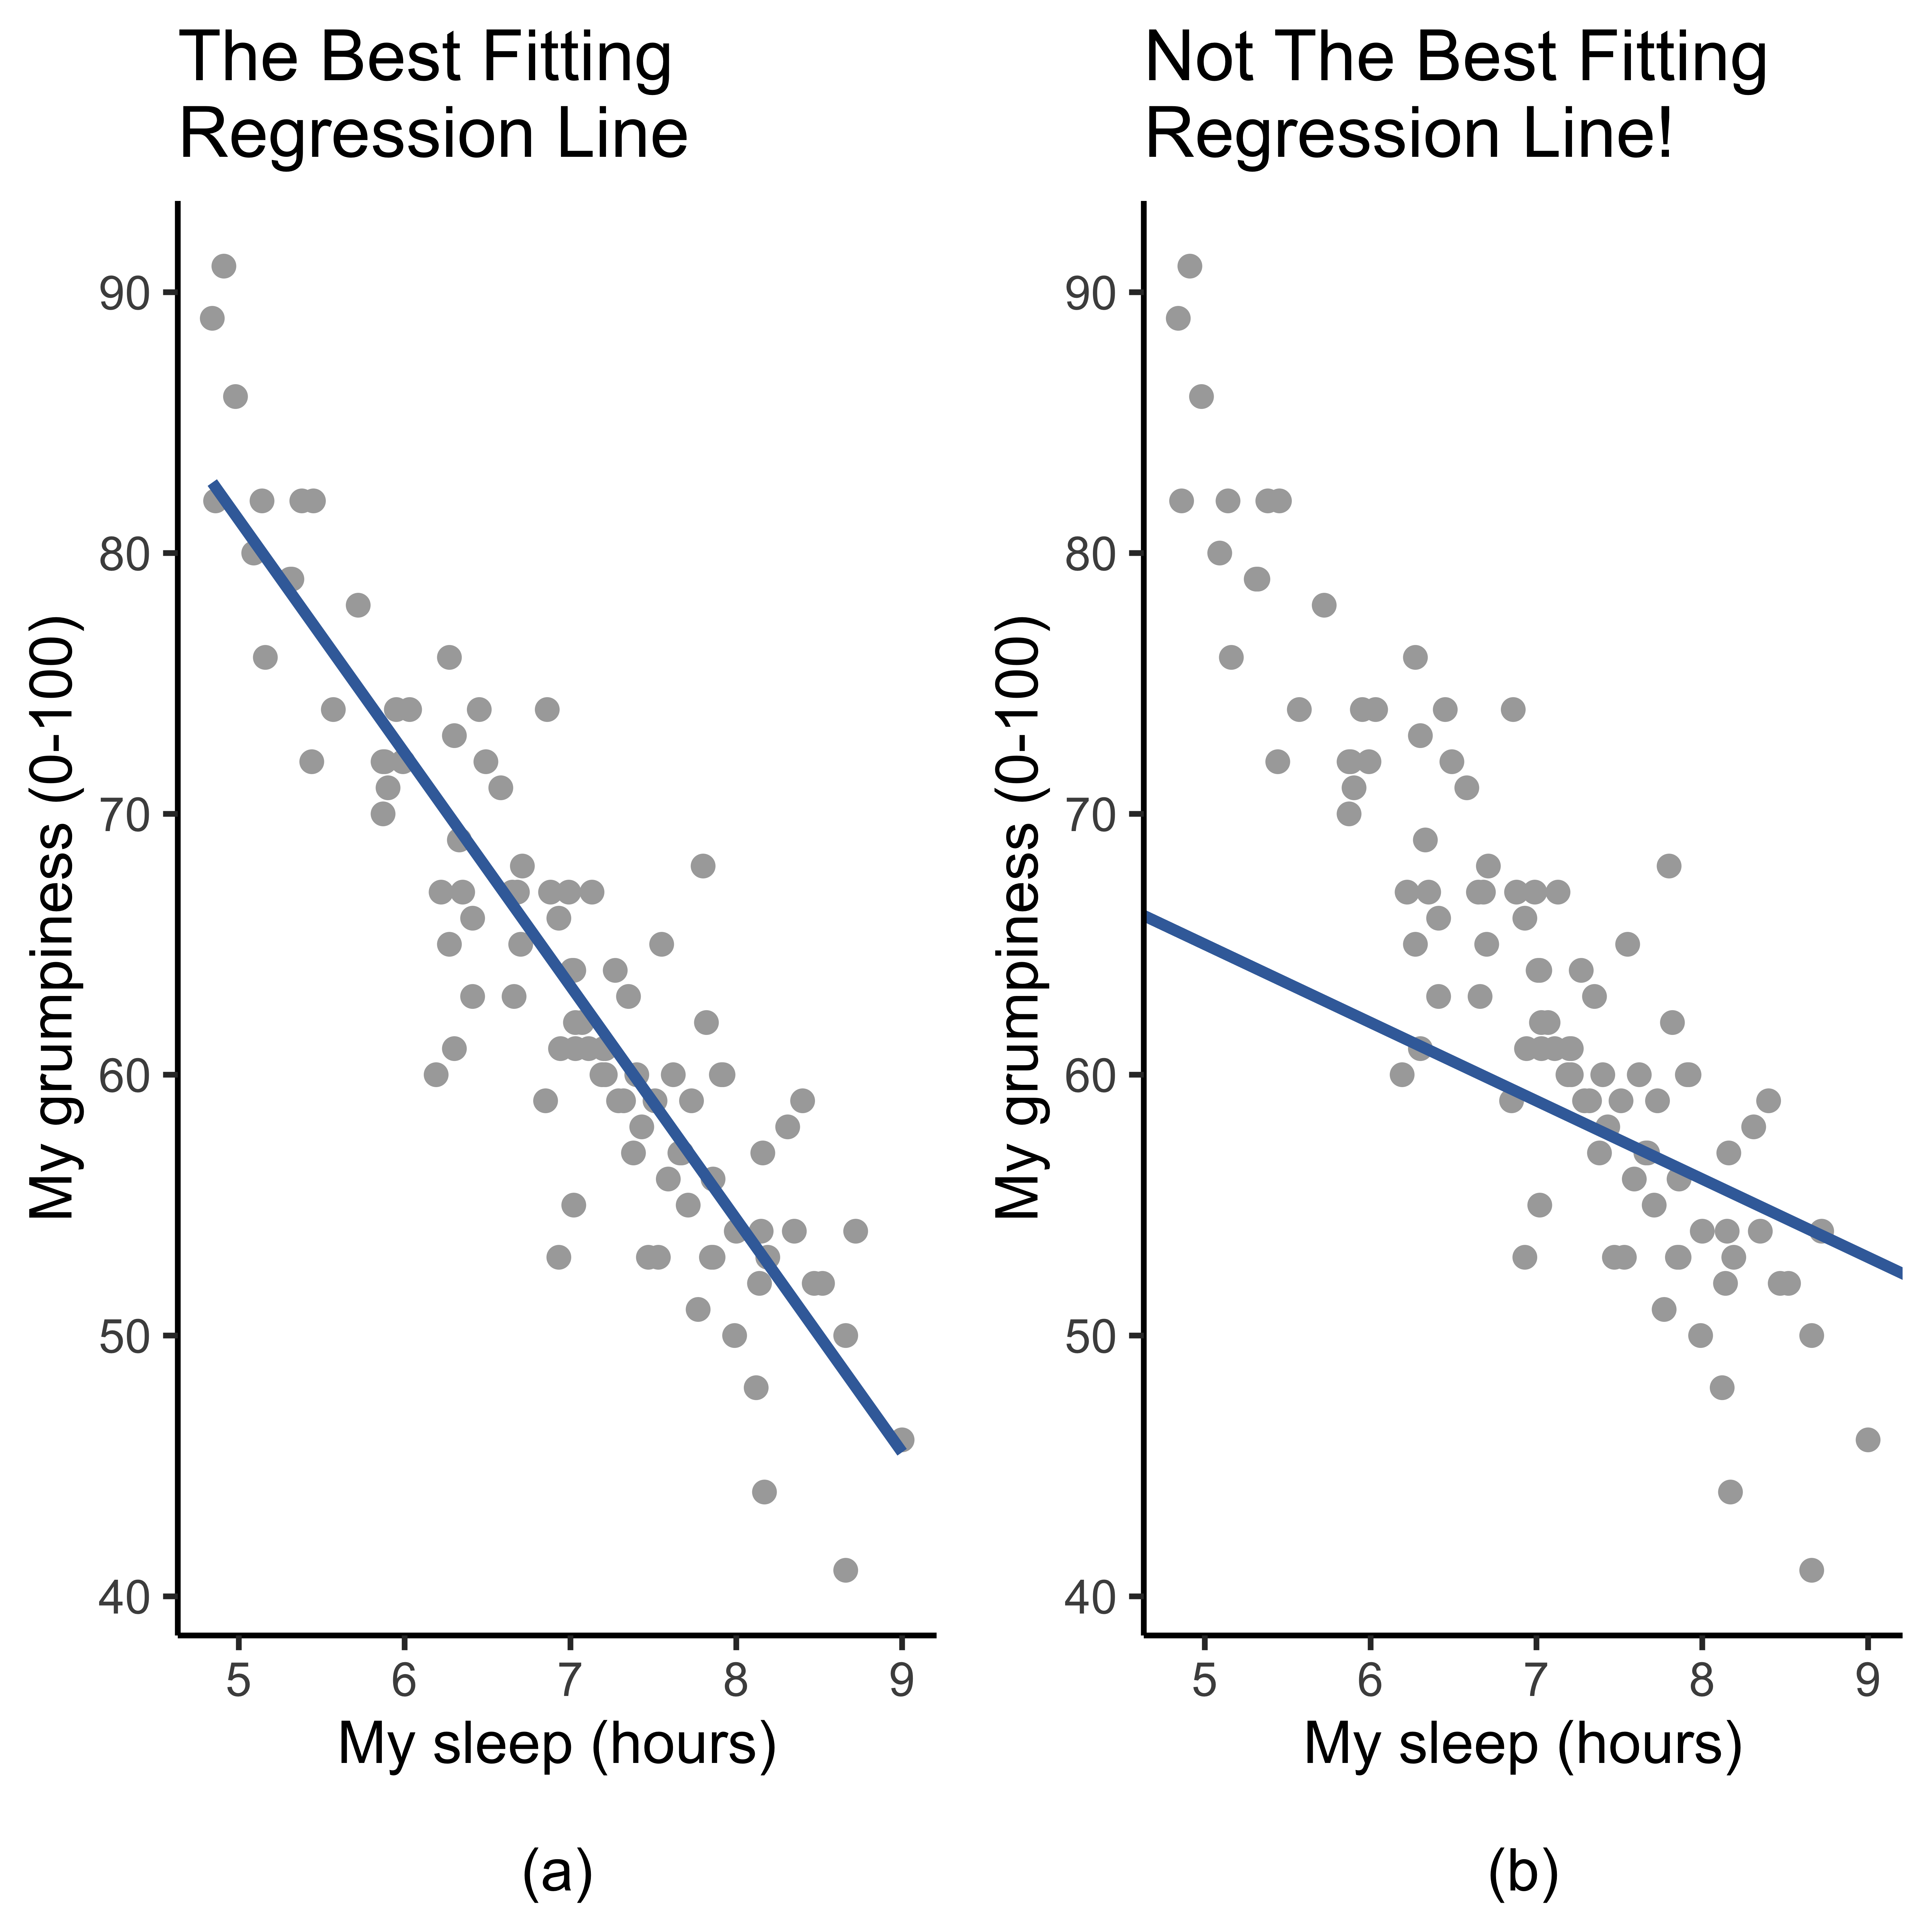 The Best Fitting
Regression Line
My grumpiness (0-100)
90
80
70
60
50
40
5 6 7 8 9
My sleep (hours)
(a)
Not The Best Fitting
Regression Line!
My grumpiness (0-100)
90
80
70
60
50
40
5 6 7 8 9
My sleep (hours)
(b)